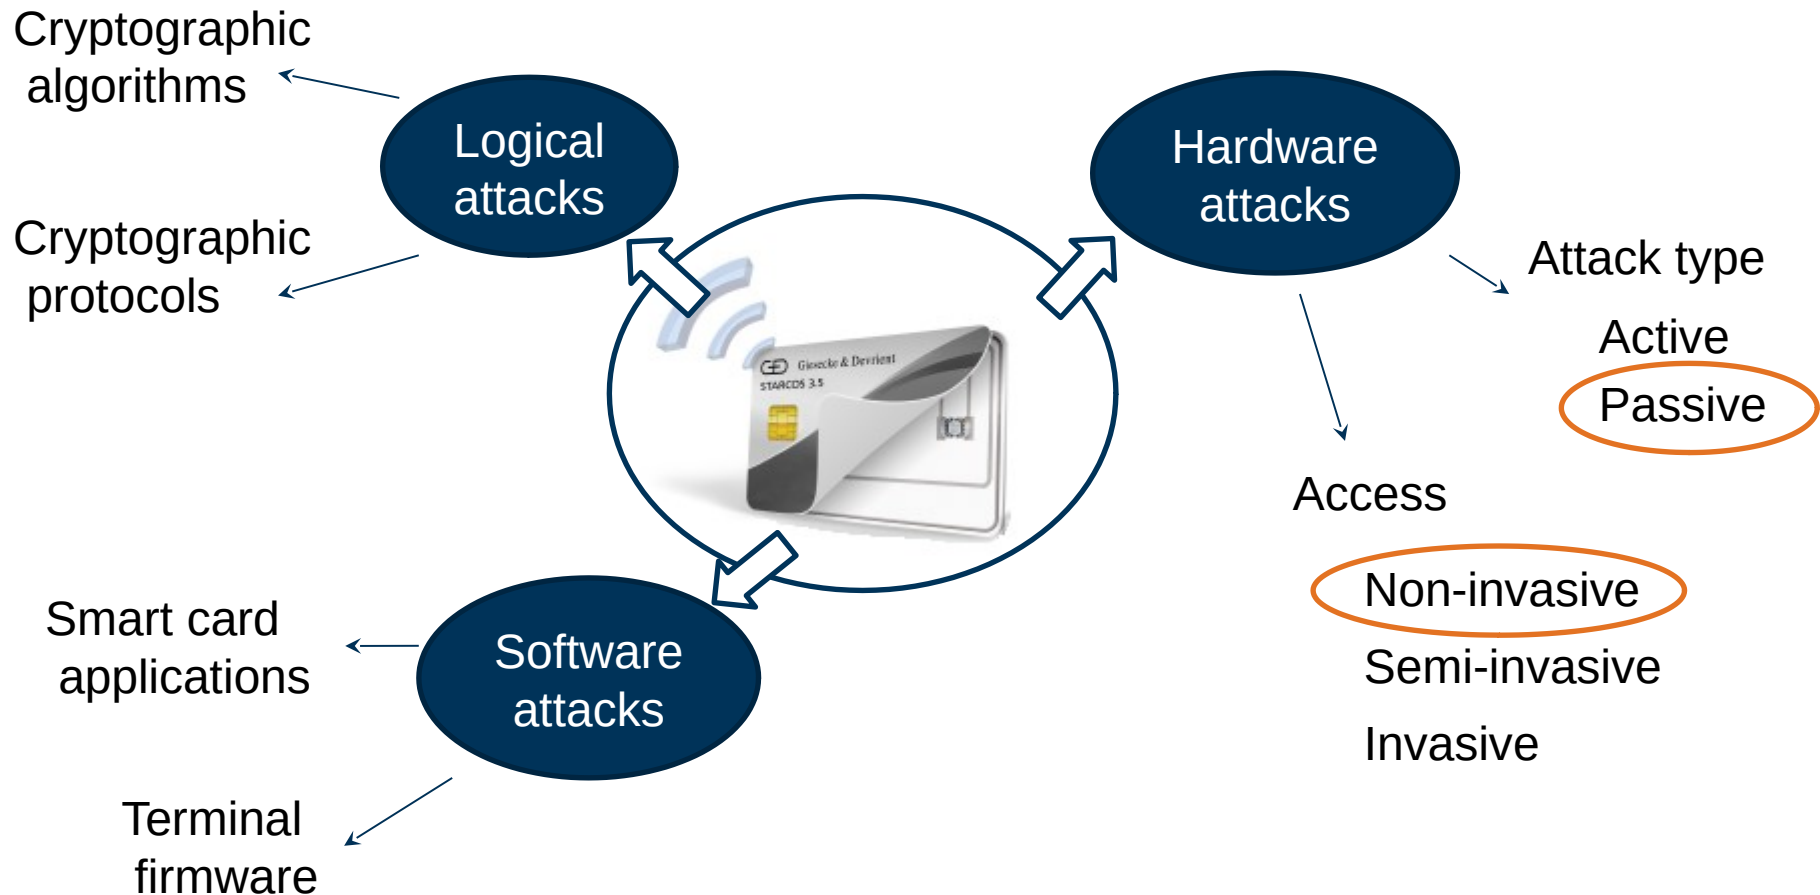 Cryptographic
algorithms
Logical
attacks
Cryptographic
protocols
Hardware
attacks
Attack type
Active
Passive
Access
Non-invasive
Semi-invasive
Invasive
Giesecke & Devrient
STARCOS 3.5
Smart card
applications
Software
attacks
Terminal
firmware